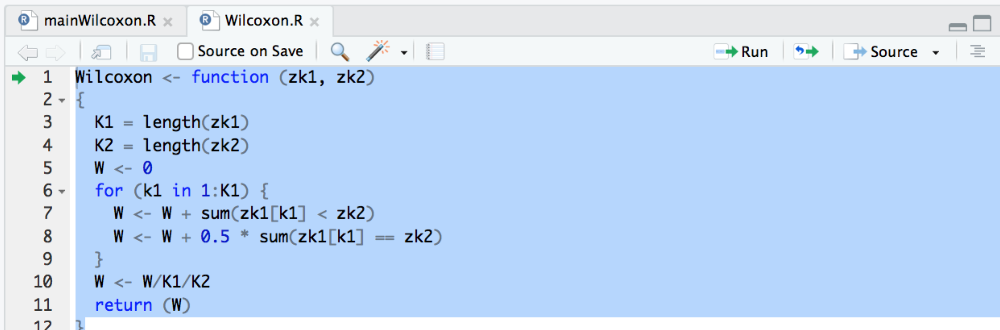 mainWilcoxon.R × Wilcoxon.R ×
Source on Save Run Source
1 Wilcoxon <- function (zk1, zk2)
2 {
3 K1 = length(zk1)
4 K2 = length(zk2)
5 W <- 0
6 for (k1 in 1:K1) {
7 W <- W + sum(zk1[k1] < zk2)
8 W <- W + 0.5 * sum(zk1[k1] == zk2)
9 }
10 W <- W/K1/K2
11 return (W)
12 }